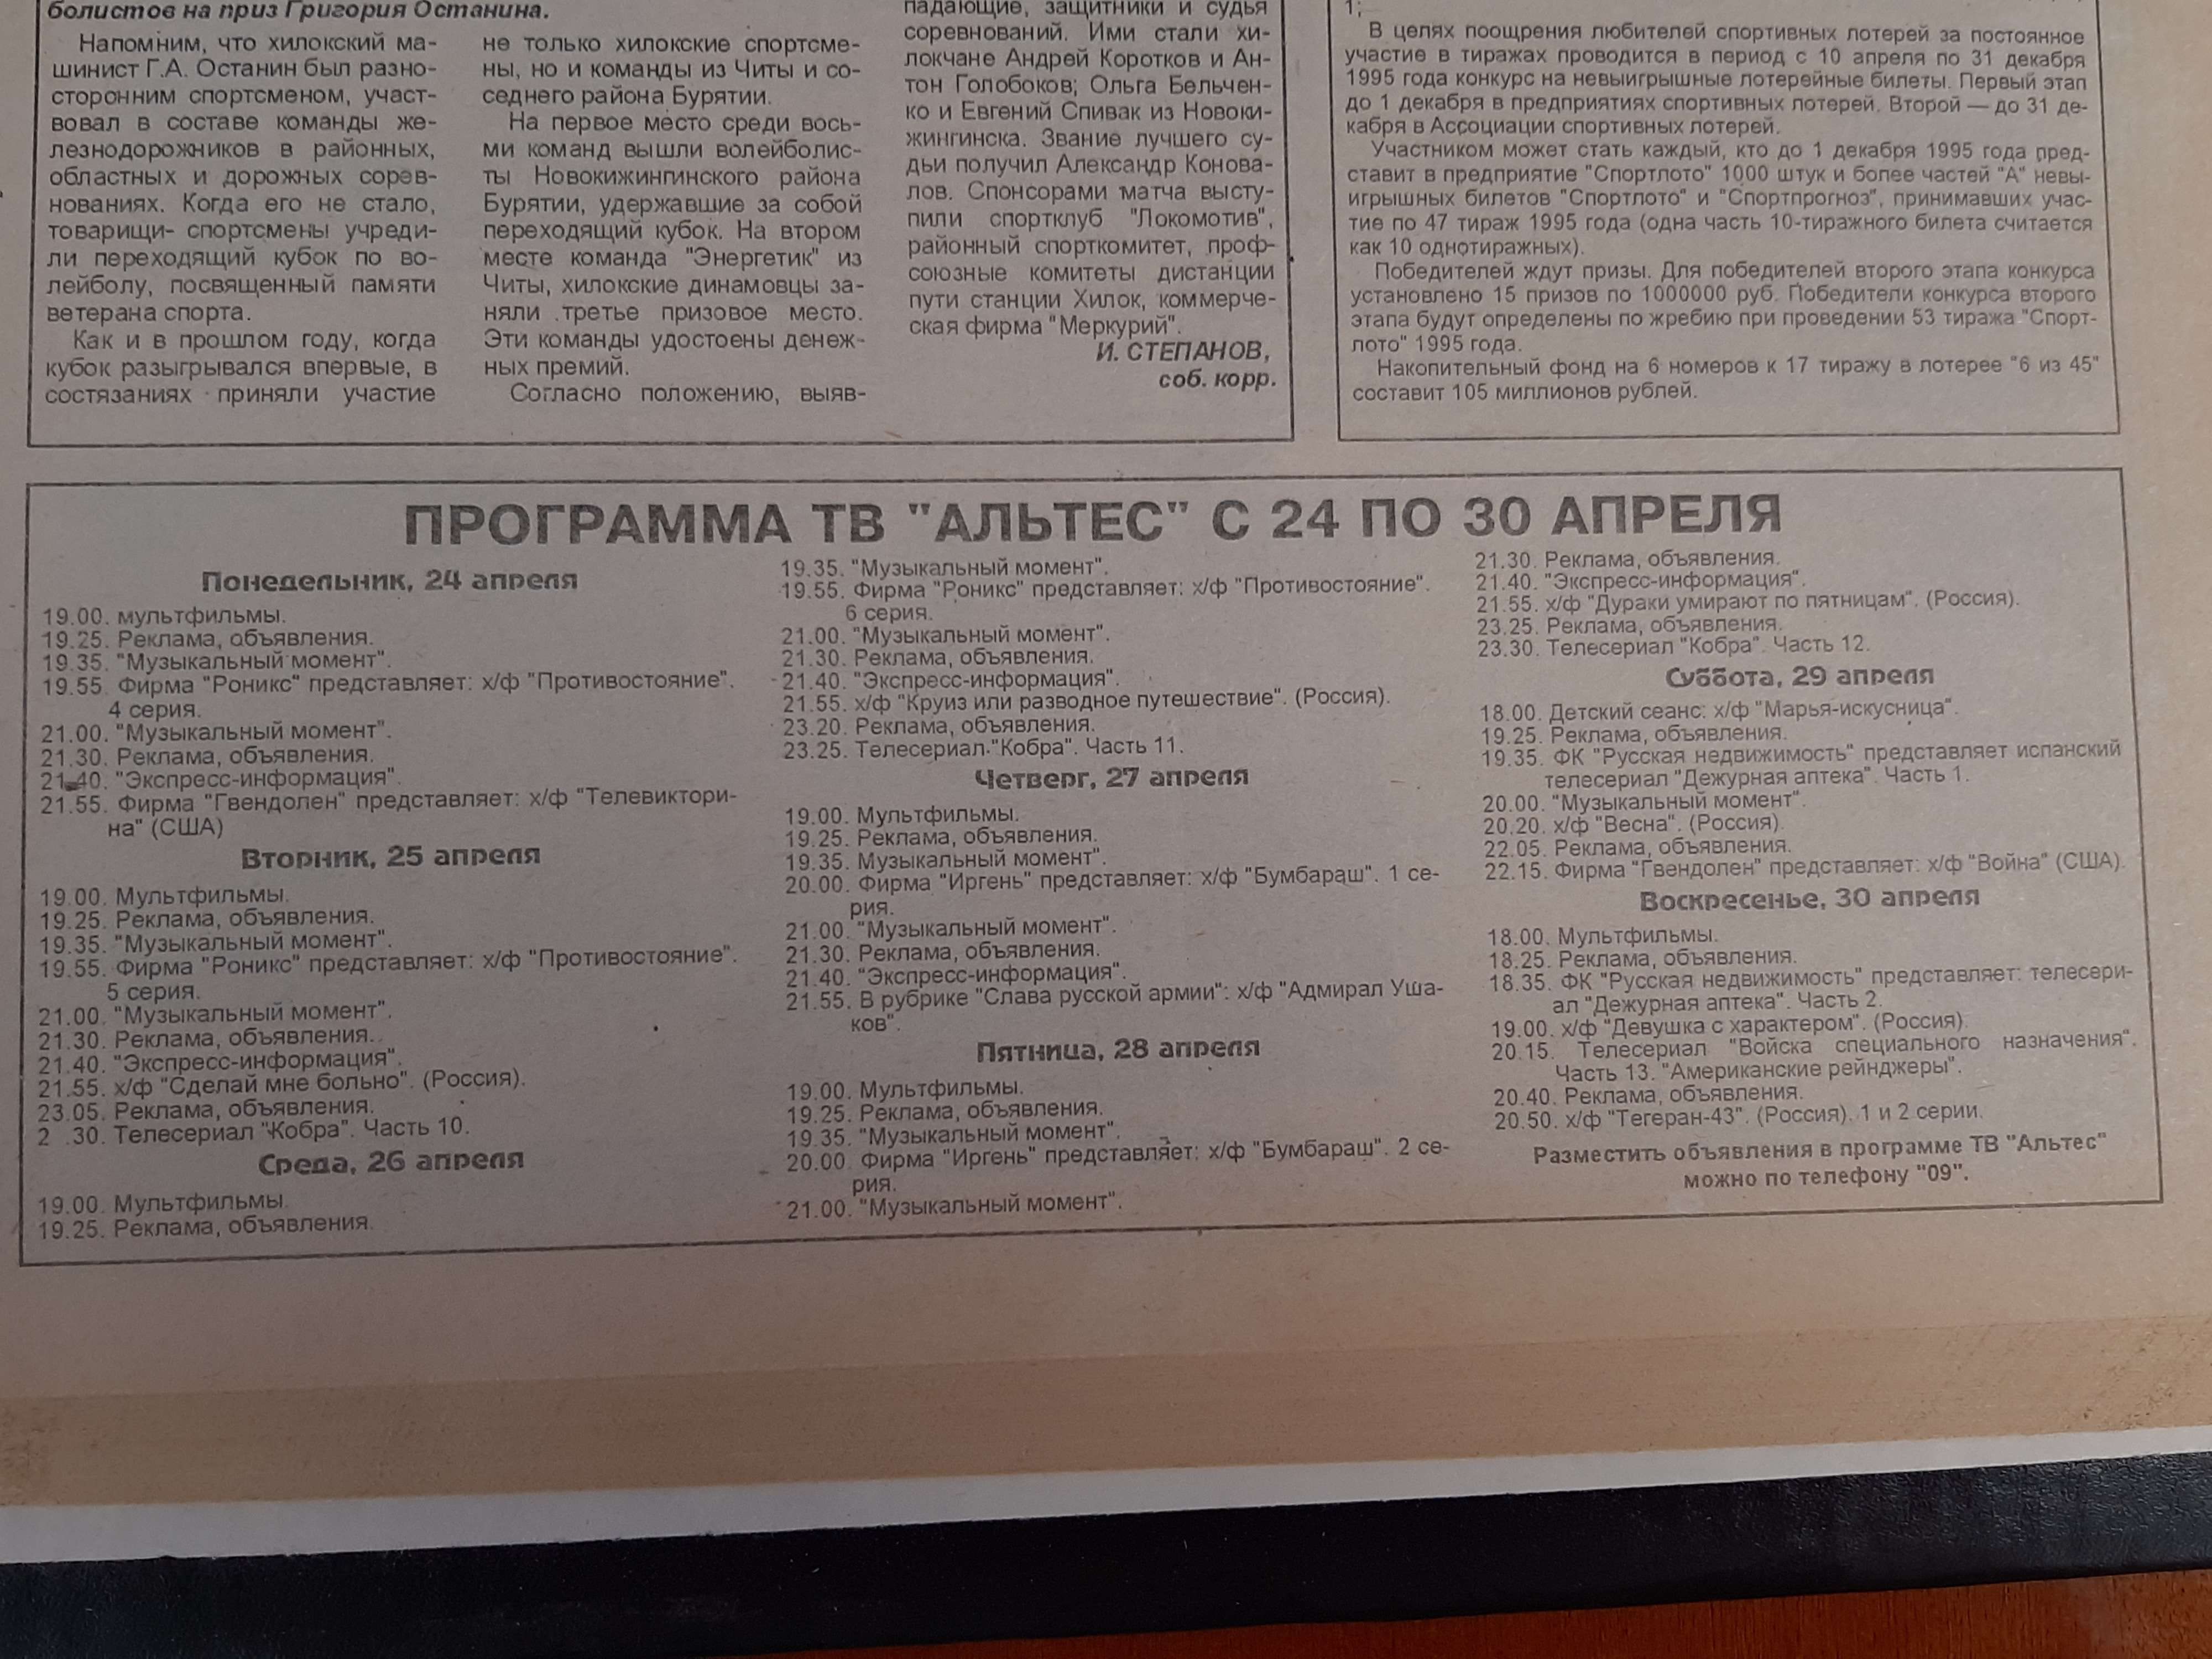 болистов на приз Григория Останина.
Напомним, что хилокский ма-
шинист Г.А. Останин был разно-
сторонним спортсменом, участ-
вовал в составе команды же-
лезнодорожников в районных,
областных и дорожных сорев-
нованиях. Когда его не стало,
товарищи- спортсмены учреди-
ли переходящий кубок по во-
лейболу, посвященный памяти
ветерана спорта.
Как и в прошлом году, когда
кубок разыгрывался впервые, в
состязаниях приняли участие
не только хилокские спортсме-
ны, но и команды из Читы и со-
седнего района Бурятии.
На первое место среди вось-
ми команд вышли волейболис-
ты Новокижингинского района
Бурятии, удержавшие за собой
переходящий кубок. На втором
месте команда "Энергетик" из
Читы, хилокские динамовцы за-
няли третье призовое место.
Эти команды удостоены денеж-
ных премий.
Согласно положению, выяв-
падающие, защитники и судья
соревнований. Ими стали хи-
локчане Андрей Коротков и Ан-
тон Голобоков; Ольга Бельчен-
ко и Евгений Спивак из Новоки-
жингинска. Звание лучшего су-
дьи получил Александр Конова-
лов. Спонсорами матча высту-
пили спортклуб "Локомотив",
районный спорткомитет, проф-
союзные комитеты дистанции
пути станции Хилок, коммерче-
ская фирма "Меркурий".
И. СТЕПАНОВ,
соб. корр.
1;
В целях поощрения любителей спортивных лотерей за постоянное
участие в тиражах проводится в период с 10 апреля по 31 декабря
1995 года конкурс на невыигрышные лотерейные билеты. Первый этап
до 1 декабря в предприятиях спортивных лотерей. Второй — до 31 де-
кабря в Ассоциации спортивных лотерей.
Участником может стать каждый, кто до 1 декабря 1995 года пред-
ставит в предприятие "Спортлото" 1000 штук и более частей "А" невы-
игрышных билетов "Спортлото" и "Спортпрогноз", принимавших учас-
тие по 47 тираж 1995 года (одна часть 10-тиражного билета считается
как 10 однотиражных).
Победителей ждут призы. Для победителей второго этапа конкурса
установлено 15 призов по 1000000 руб. Победители конкурса второго
этапа будут определены по жребию при проведении 53 тиража "Спорт-
лото" 1995 года.
Накопительный фонд на 6 номеров к 17 тиражу в лотерее "6 из 45"
составит 105 миллионов рублей.
ПРОГРАММА ТВ "АЛЬТЕС" С 24 ПО 30 АПРЕЛЯ
Понедельник, 24 апреля
19.00. мультфильмы.
19.25. Реклама, объявления.
19.35. "Музыкальный момент".
19.55. Фирма "Роникс" представляет: х/ф "Противостояние".
4 серия.
21.00. "Музыкальный момент".
21.30. Реклама, объявления.
21.40. "Экспресс-информация".
21.55. Фирма "Гвендолен" представляет: х/ф "Телевиктори-
на" (США)
Вторник, 25 апреля
19.00. Мультфильмы.
19.25. Реклама, объявления.
19.35. "Музыкальный момент".
19.55. Фирма "Роникс" представляет: х/ф "Противостояние".
5 серия.
21.00. "Музыкальный момент".
21.30. Реклама, объявления.
21.40. "Экспресс-информация".
21.55. х/ф "Сделай мне больно". (Россия).
23.05. Реклама, объявления.
2 .30. Телесериал "Кобра". Часть 10.
Среда, 26 апреля
19.00. Мультфильмы.
19.25. Реклама, объявления.
19.35. "Музыкальный момент".
19.55. Фирма "Роникс" представляет: х/ф "Противостояние".
6 серия.
21.00. "Музыкальный момент".
21.30. Реклама, объявления.
21.40. "Экспресс-информация".
21.55. х/ф "Круиз или разводное путешествие". (Россия).
23.20. Реклама, объявления.
23.25. Телесериал "Кобра". Часть 11.
Четверг, 27 апреля
19.00. Мультфильмы.
19.25. Реклама, объявления.
19.35. Музыкальный момент".
20.00. Фирма "Иргень" представляет: х/ф "Бумбараш". 1 се-
рия.
21.00. "Музыкальный момент".
21.30. Реклама, объявления.
21.40. "Экспресс-информация".
21.55. В рубрике "Слава русской армии": х/ф "Адмирал Уша-
ков".
Пятница, 28 апреля
19.00. Мультфильмы.
19.25. Реклама, объявления.
19.35. "Музыкальный момент".
20.00. Фирма "Иргень" представляет: х/ф "Бумбараш". 2 се-
рия.
21.00. "Музыкальный момент".
21.30. Реклама, объявления.
21.40. "Экспресс-информация".
21.55. х/ф "Дураки умирают по пятницам". (Россия).
23.25. Реклама, объявления.
23.30. Телесериал "Кобра". Часть 12.
Суббота, 29 апреля
18.00. Детский сеанс: х/ф "Марья-искусница".
19.25. Реклама, объявления.
19.35. ФК "Русская недвижимость" представляет испанский
телесериал "Дежурная аптека". Часть 1.
20.00. "Музыкальный момент".
20.20. х/ф "Весна". (Россия).
22.05. Реклама, объявления.
22.15. Фирма "Гвендолен" представляет: х/ф "Война" (США).
Воскресенье, 30 апреля
18.00. Мультфильмы.
18.25. Реклама, объявления.
18.35. ФК "Русская недвижимость" представляет: телесери-
ал "Дежурная аптека". Часть 2.
19.00. х/ф "Девушка с характером". (Россия)
20.15. Телесериал "Войска специального назначения".
Часть 13. "Американские рейнджеры".
20.40. Реклама, объявления.
20.50. х/ф "Тегеран-43". (Россия). 1 и 2 серии.
Разместить объявления в программе ТВ "Альтес"
можно по телефону "09".